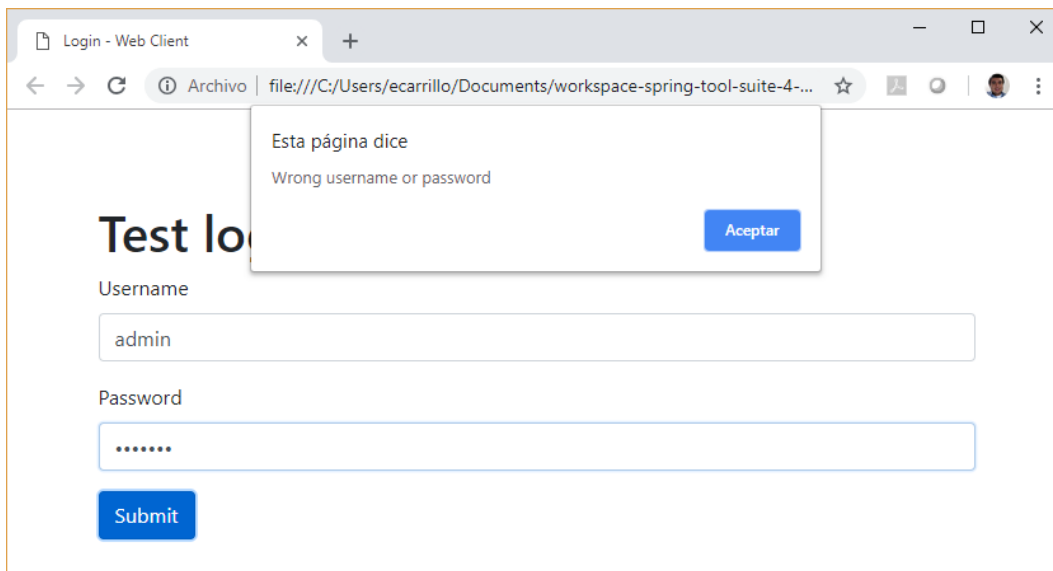 Login - Web Client
Archivo file:///C:/Users/ecarrillo/Documents/workspace-spring-tool-suite-4-...
Esta página dice
Wrong username or password
Aceptar
Test lo
Username
admin
Password
•••••••
Submit